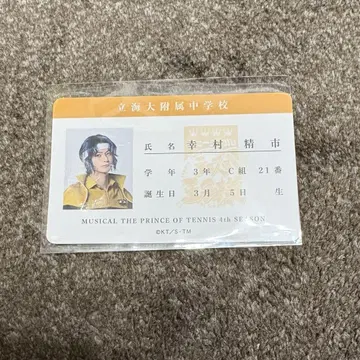 立海大附属中学校
氏名 幸村 精市
学年 3年 C組 21番
誕生日 3月 5日 生
MUSICAL THE PRINCE OF TENNIS 4th SEASON
©KT/S・TM